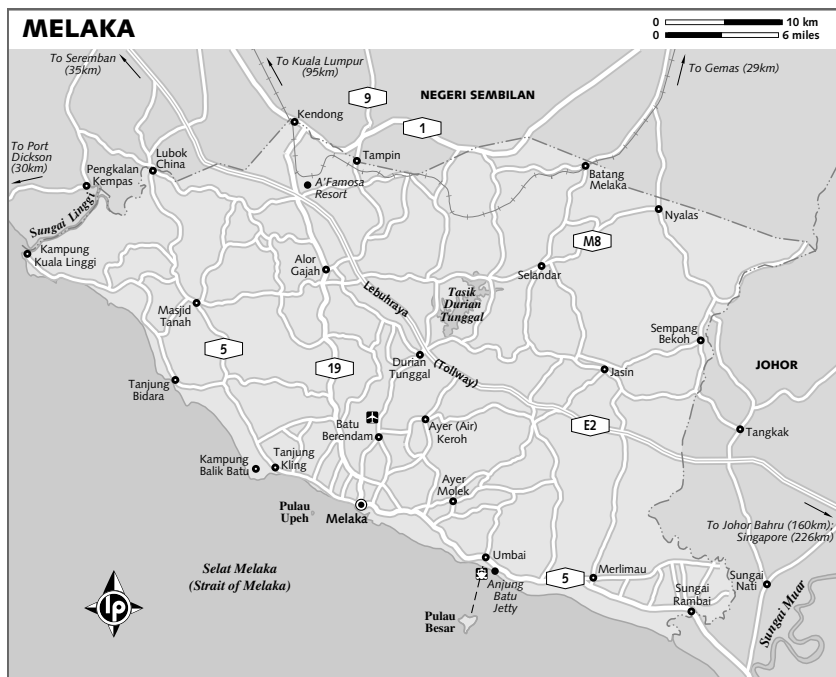 MELAKA
0 10 km
0 6 miles
To Seremban
(35km)
To Kuala Lumpur
(95km)
To Gemas (29km)
9
NEGERI SEMBILAN
Kendong
1
To Port
Dickson
(30km)
Lubok
China
Tampin
Batang
Melaka
Pengkalan
Kempas
A'Famosa
Resort
Sungai Linggi
Nyalas
M8
Kampung
Kuala Linggi
Alor
Gajah
Selandar
Lebuhraya
Tasik
Durian
Tunggal
Masjid
Tanah
Sempang
Bekoh
5
Durian
Tunggal
(Tollway)
19
JOHOR
Jasin
Tanjung
Bidara
Batu
Berendam
Ayer (Air)
Keroh
E2
Tangkak
Kampung
Balik Batu
Tanjung
Kling
Ayer
Molek
Pulau
Upeh
Melaka
To Johor Bahru (160km);
Singapore (226km)
Umbai
Selat Melaka
(Strait of Melaka)
Anjung
Batu
Jetty
5
Merlimau
Sungai
Rambai
Sungai
Nati
Sungai Muar
Pulau
Besar
lp